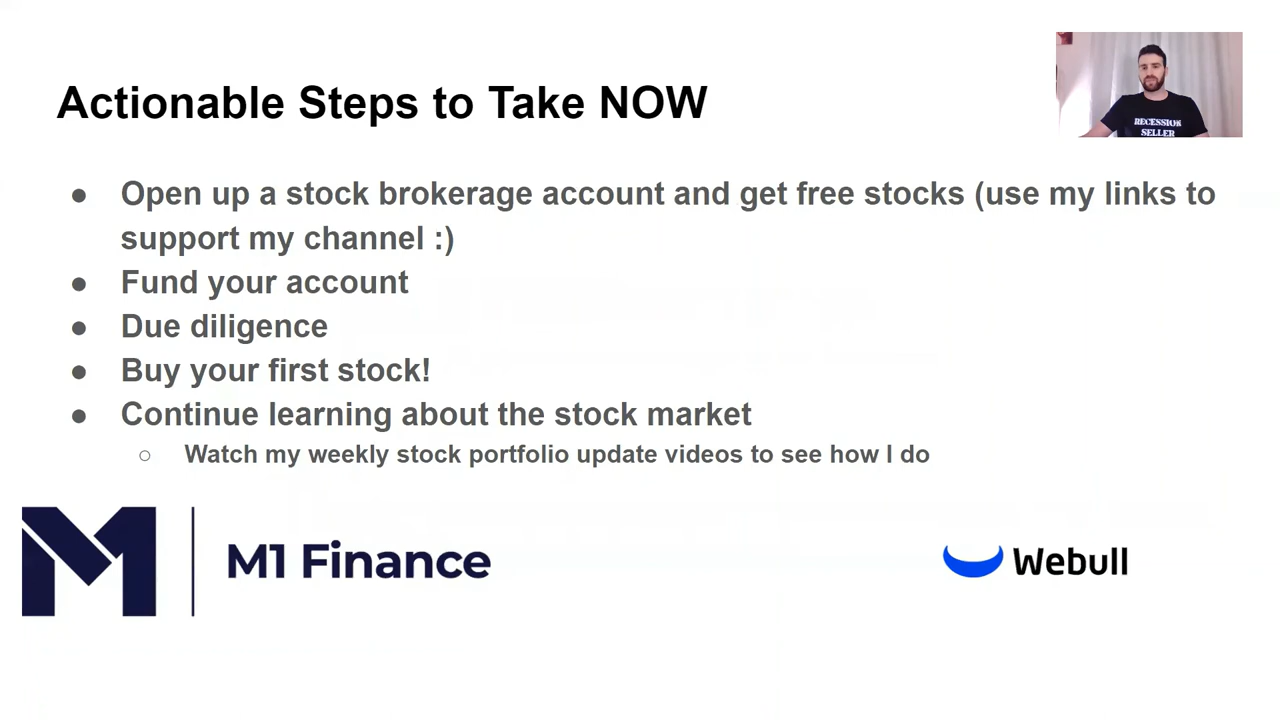 Actionable Steps to Take NOW
RECESSION
SELLER
● Open up a stock brokerage account and get free stocks (use my links to
support my channel :)
● Fund your account
● Due diligence
● Buy your first stock!
● Continue learning about the stock market
○ Watch my weekly stock portfolio update videos to see how I do
M1 Finance
Webull